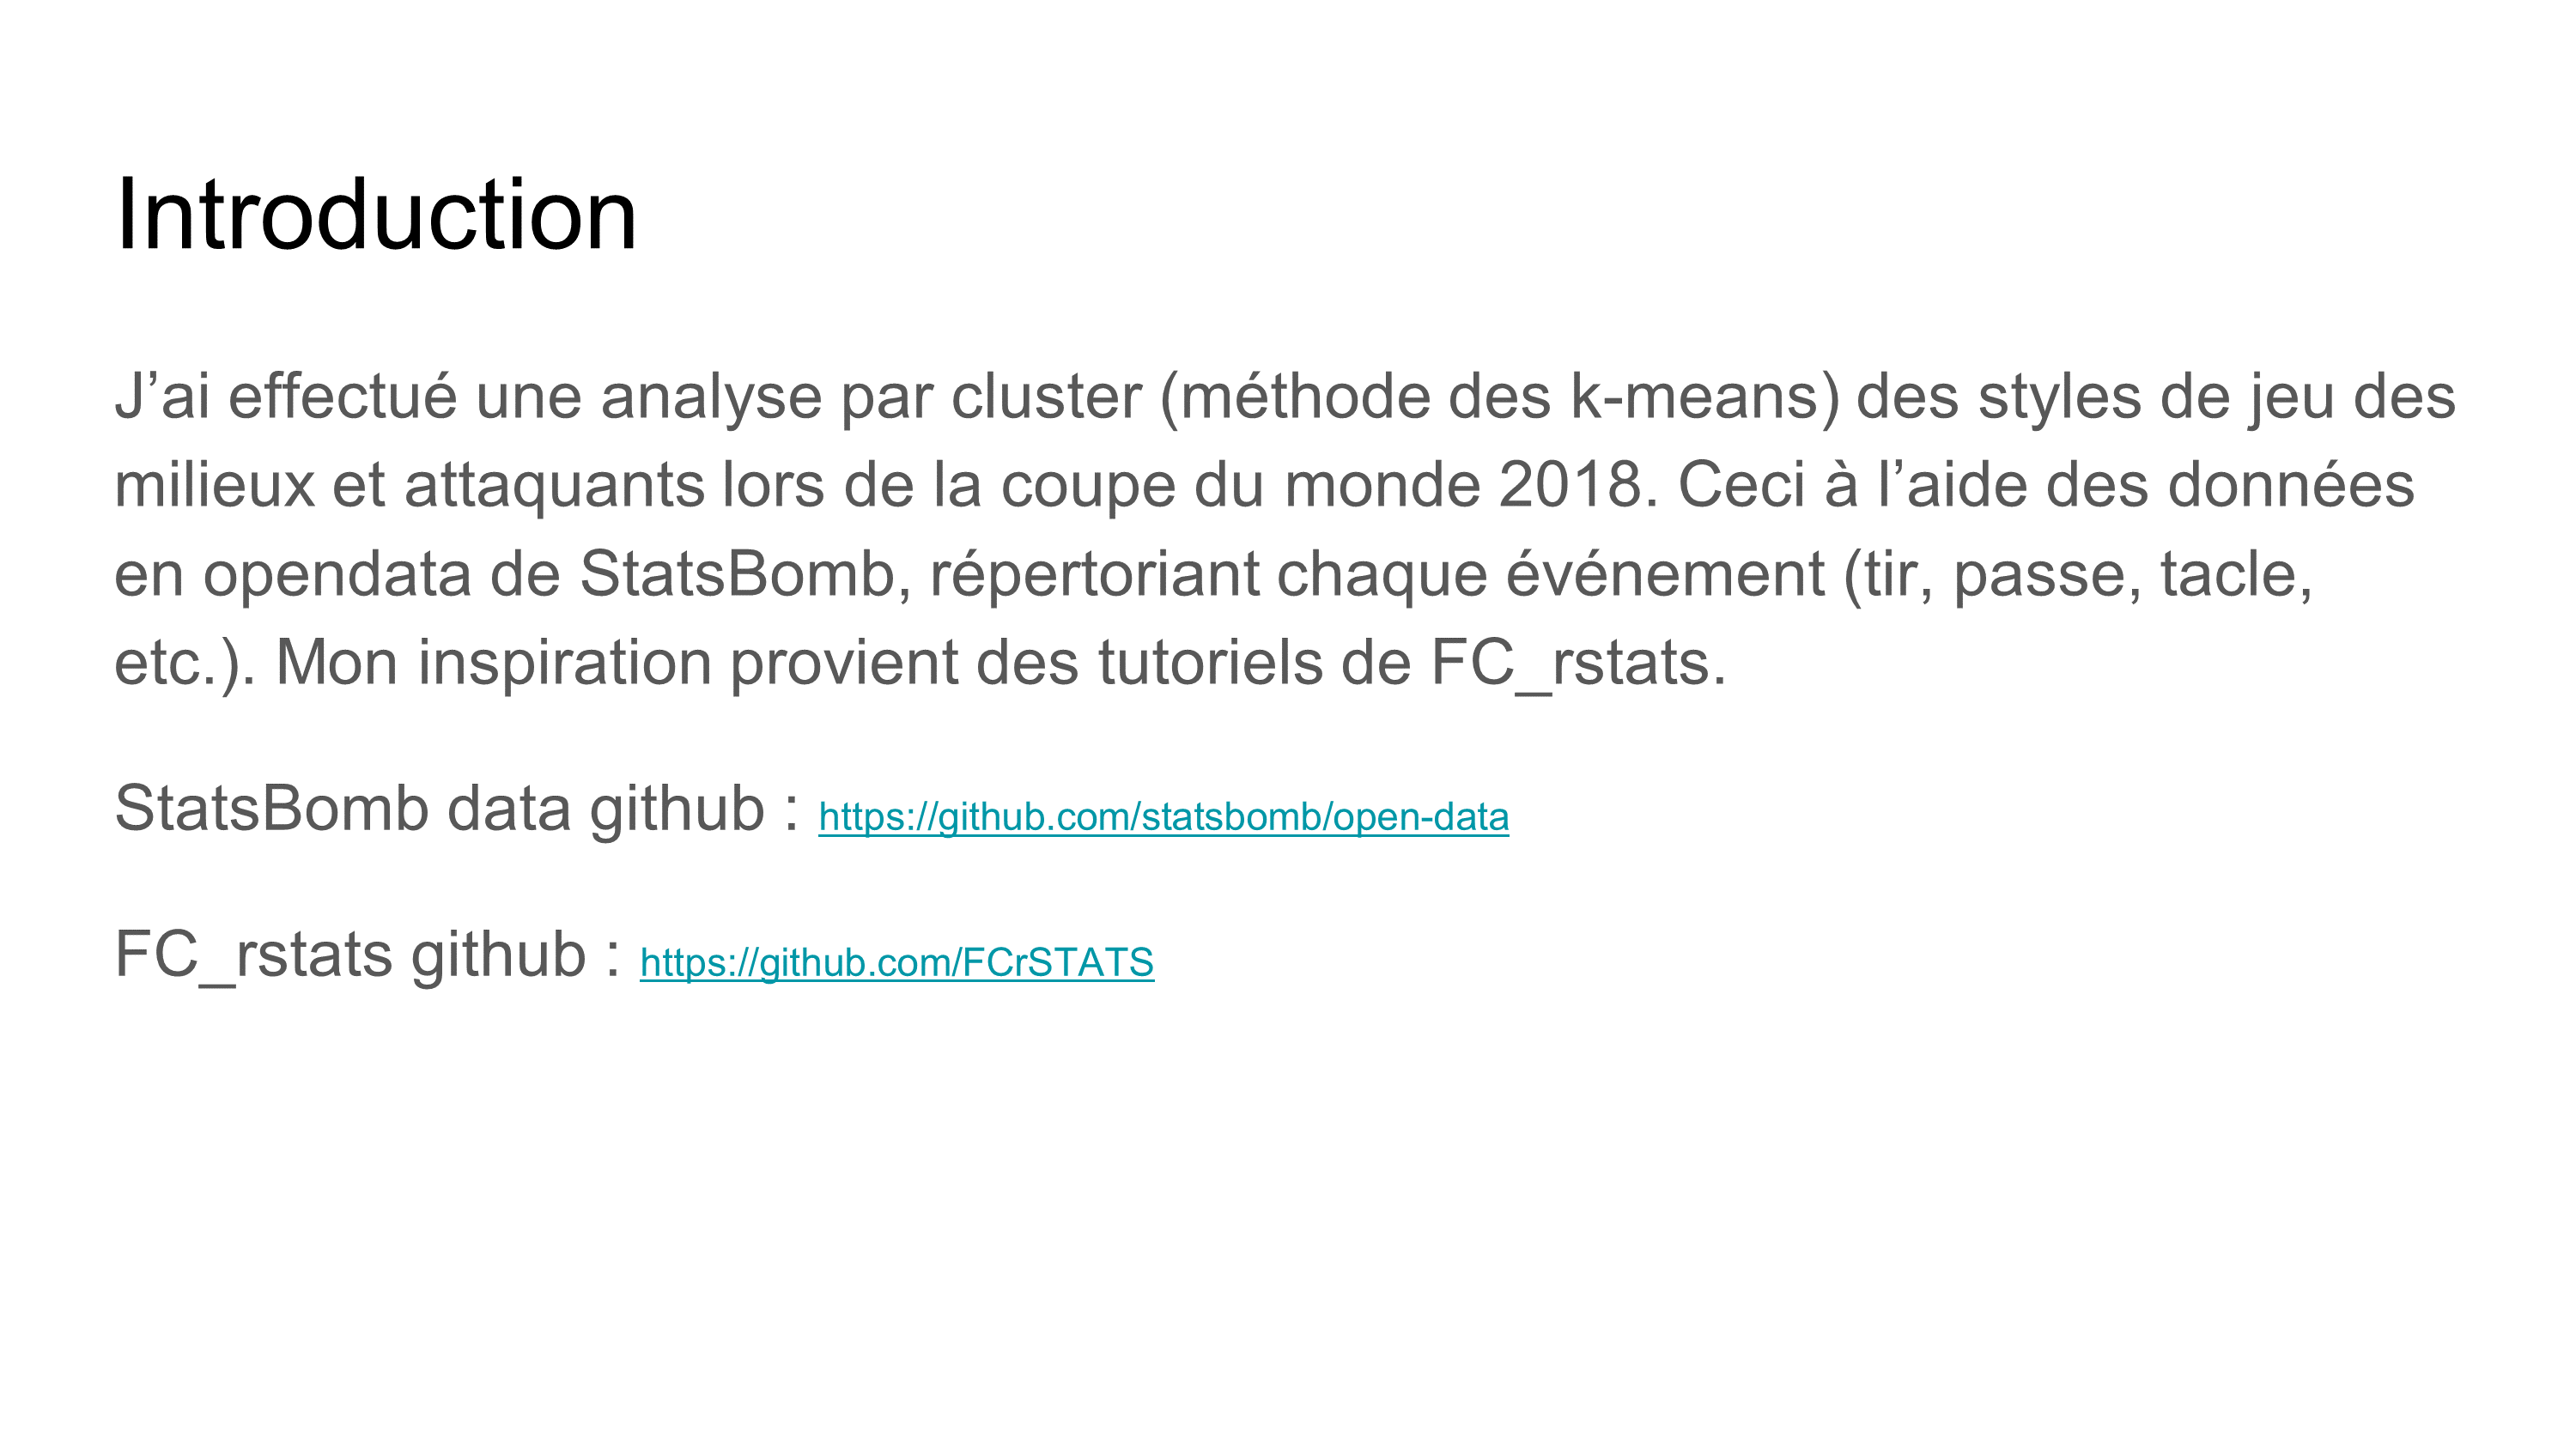 Introduction
J’ai effectué une analyse par cluster (méthode des k-means) des styles de jeu des
milieux et attaquants lors de la coupe du monde 2018. Ceci à l’aide des données
en opendata de StatsBomb, répertoriant chaque événement (tir, passe, tacle,
etc.). Mon inspiration provient des tutoriels de FC_rstats.
StatsBomb data github : https://github.com/statsbomb/open-data
FC_rstats github : https://github.com/FCrSTATS